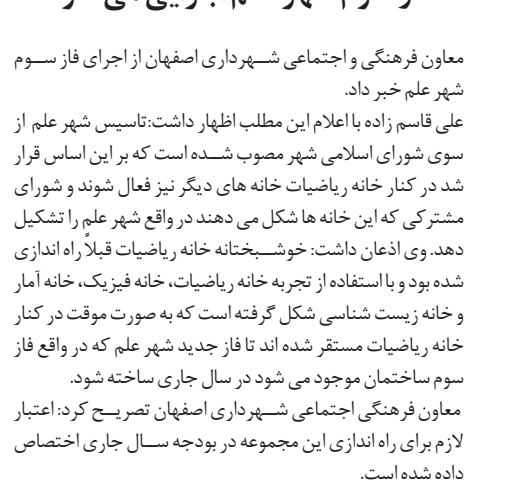 معاون فرهنگی و اجتماعی شهرداری اصفهان از اجرای فاز سوم
شهر علم خبر داد.
علی قاسم زاده با اعلام این مطلب اظهار داشت:تاسیس شهر علم از
سوی شورای اسلامی شهر مصوب شده است که بر این اساس قرار
شد در کنار خانه ریاضیات خانه های دیگر نیز فعال شوند و شورای
مشترکی که این خانه ها شکل می دهند در واقع شهر علم را تشکیل
دهد. وی اذعان داشت: خوشبختانه خانه ریاضیات قبلاً راه اندازی
شده بود و با استفاده از تجربه خانه ریاضیات، خانه فیزیک، خانه آمار
و خانه زیست شناسی شکل گرفته است که به صورت موقت در کنار
خانه ریاضیات مستقر شده اند تا فاز جدید شهر علم که در واقع فاز
سوم ساختمان موجود می شود در سال جاری ساخته شود.
معاون فرهنگی اجتماعی شهرداری اصفهان تصریح کرد: اعتبار
لازم برای راه اندازی این مجموعه در بودجه سال جاری اختصاص
داده شده است.